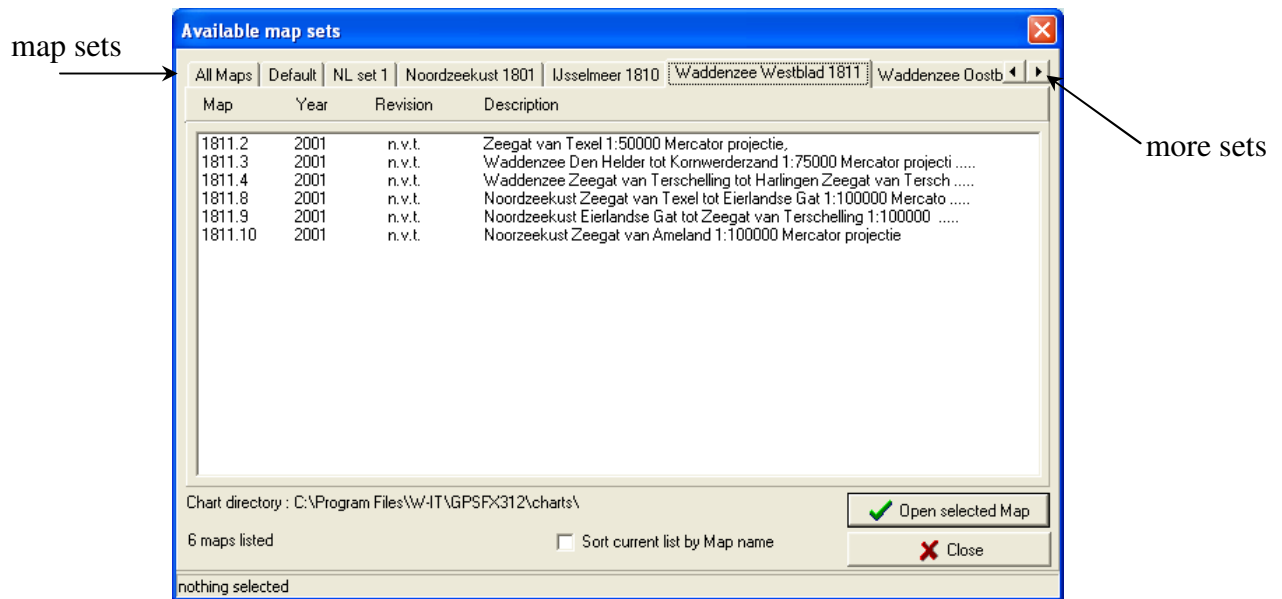 Available map sets
map sets
All Maps Default NL set 1 Noordzeekust 1801 IJsselmeer 1810 Waddenzee Westblad 1811 Waddenzee Oostb
Map Year Revision Description
more sets
1811.2 2001 n.v.t. Zeegat van Texel 1:50000 Mercator projectie,
1811.3 2001 n.v.t. Waddenzee Den Helder tot Kornwerderzand 1:75000 Mercator projecti .....
1811.4 2001 n.v.t. Waddenzee Zeegat van Terschelling tot Harlingen Zeegat van Tersch .....
1811.8 2001 n.v.t. Noordzeekust Zeegat van Texel tot Eierlandse Gat 1:100000 Mercato .....
1811.9 2001 n.v.t. Noordzeekust Eierlandse Gat tot Zeegat van Terschelling 1:100000 .....
1811.10 2001 n.v.t. Noorzeekust Zeegat van Ameland 1:100000 Mercator projectie
Chart directory : C:\Program Files\W-IT\GPSFX312\charts\
Open selected Map
6 maps listed Sort current list by Map name
Close
nothing selected